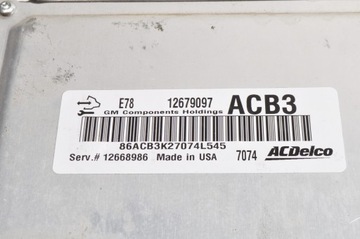 E78 12679097 ACB3
GM Components Holdings
86ACB3K27074L545
Serv.# 12668986 Made in USA 7074 ACDelco